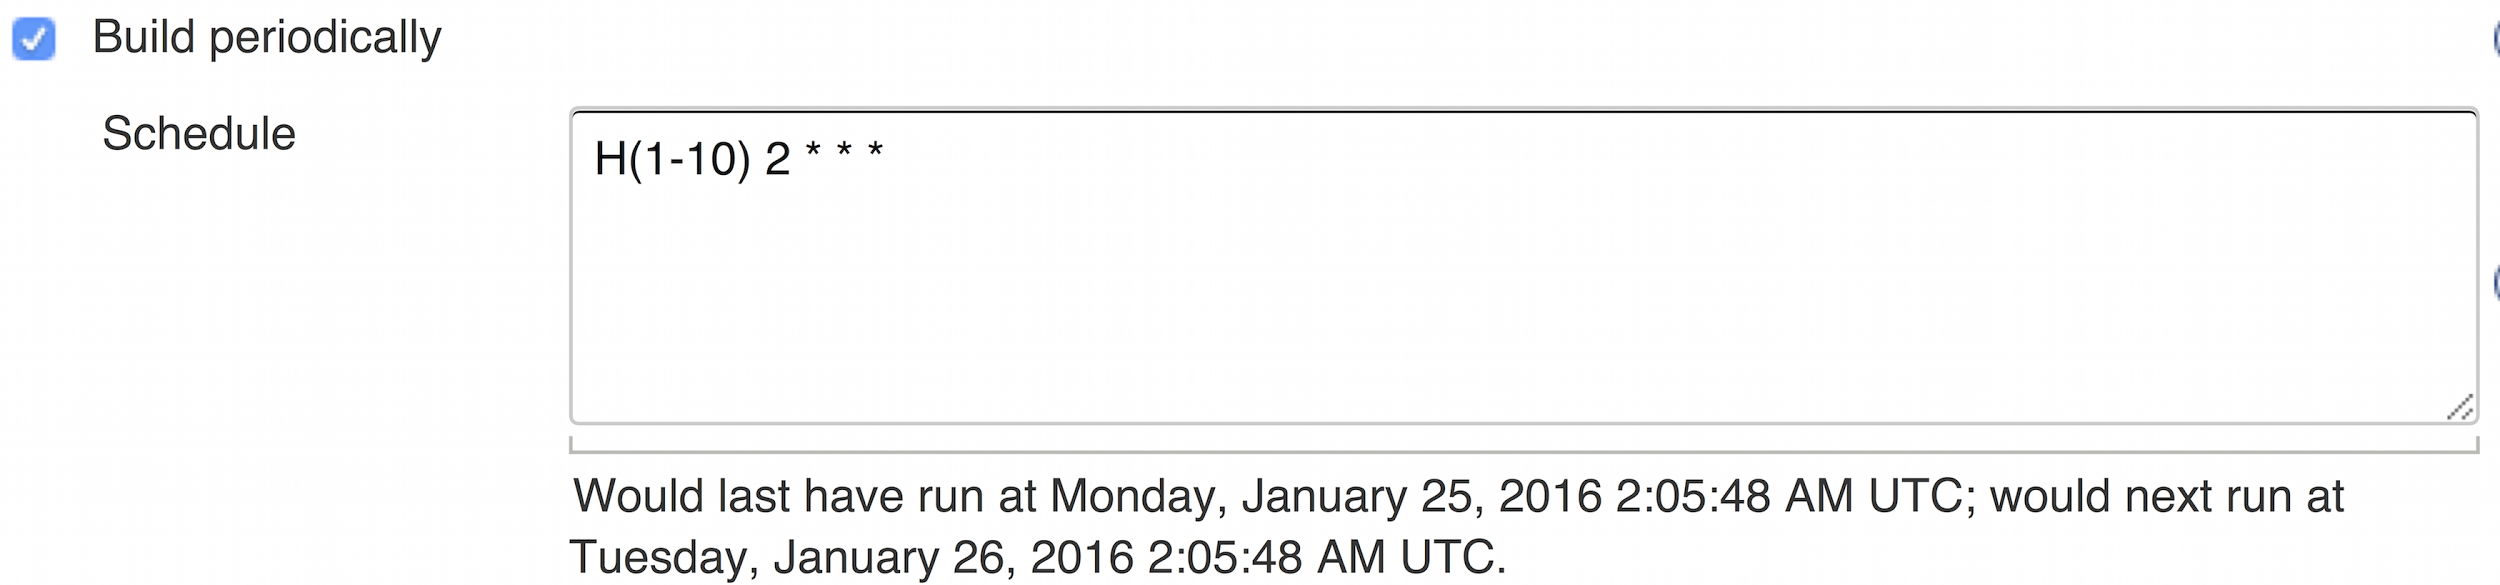 Build periodically
Schedule
H(1-10) 2 * * *
Would last have run at Monday, January 25, 2016 2:05:48 AM UTC; would next run at
Tuesday, January 26, 2016 2:05:48 AM UTC.